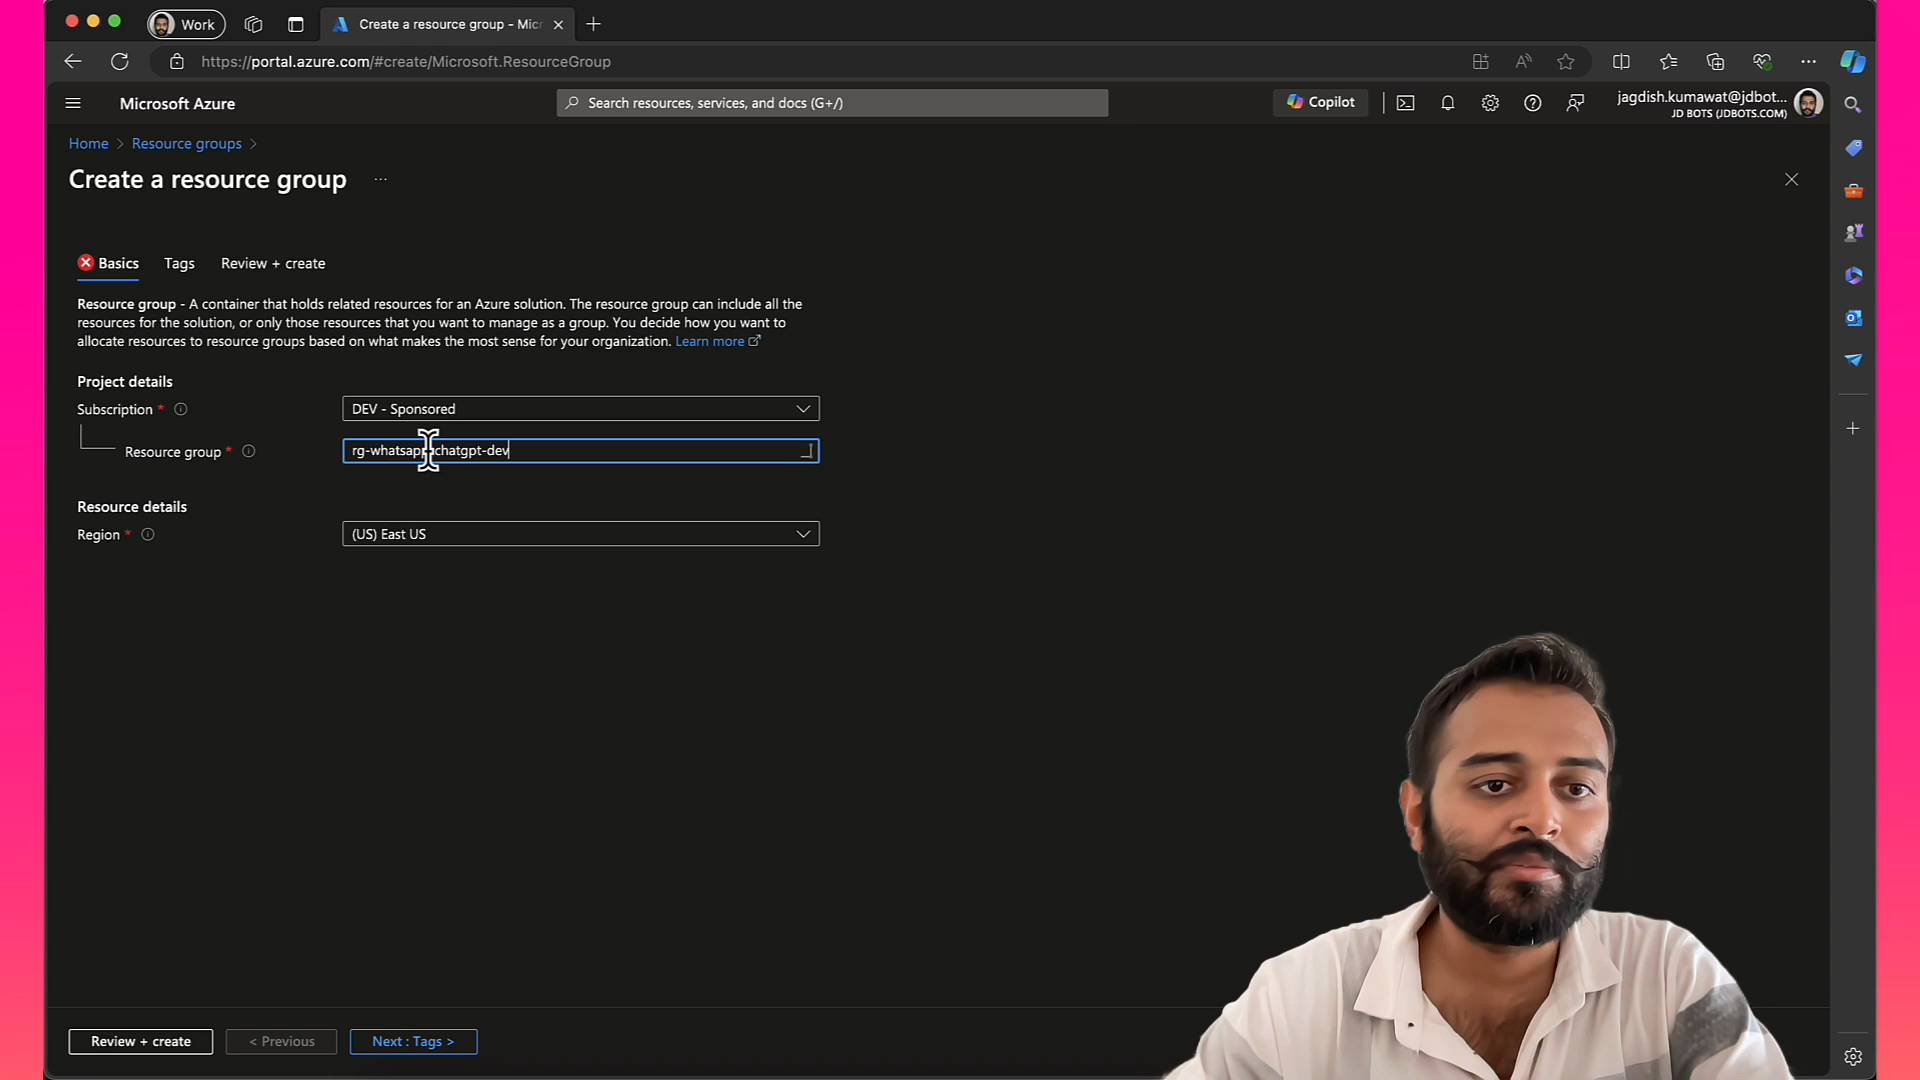 Work
Create a resource group - Mic
https://portal.azure.com/#create/Microsoft.ResourceGroup
Microsoft Azure
Search resources, services, and docs (G+/)
Copilot
jagdish.kumawat@jdbot...
JD BOTS (JDBOTS.COM)
Home > Resource groups >
Create a resource group ...
Basics
Tags
Review + create
Resource group - A container that holds related resources for an Azure solution. The resource group can include all the
resources for the solution, or only those resources that you want to manage as a group. You decide how you want to
allocate resources to resource groups based on what makes the most sense for your organization. Learn more
Project details
Subscription *
DEV - Sponsored
Resource group *
rg-whatsapp-chatgpt-dev
Resource details
Region *
(US) East US
Review + create
< Previous
Next : Tags >